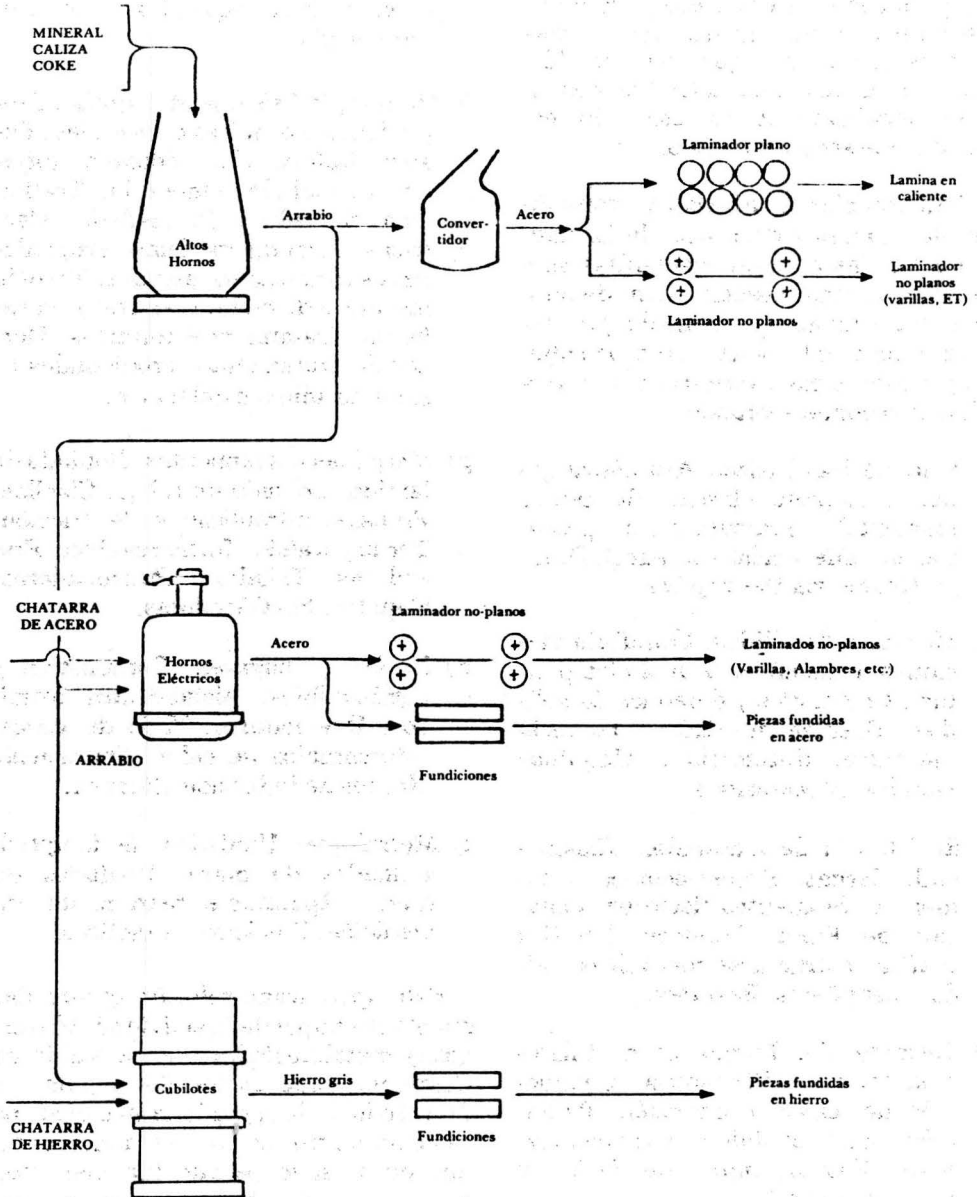 MINERAL
CALIZA
COKE
Altos
Hornos
Arrabio
Conver-
tidor
Acero
Laminador plano
Lamina en
caliente
Laminador no planos
Laminador
no planos
(varillas, ET)
CHATARRA
DE ACERO
Hornos
Eléctricos
ARRABIO
Acero
Laminador no-planos
Laminados no-planos
(Varillas, Alambres, etc.)
Fundiciones
Piezas fundidas
en acero
CHATARRA
DE HIERRO
Cubilotes
Hierro gris
Fundiciones
Piezas fundidas
en hierro